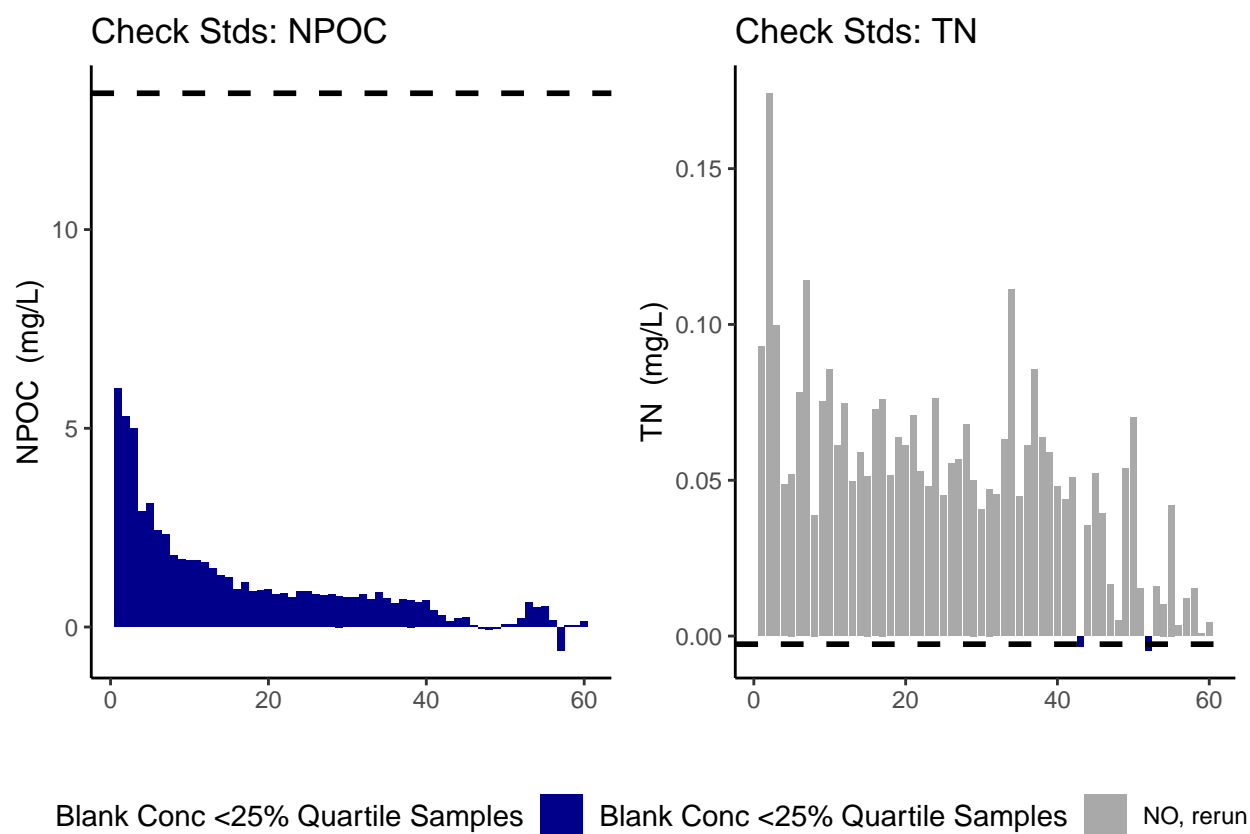 Check Stds: NPOC
Check Stds: TN
NPOC  (mg/L)
10
5
0
0
20
40
60
TN  (mg/L)
0.15
0.10
0.05
0.00
0
20
40
60
Blank Conc <25% Quartile Samples
Blank Conc <25% Quartile Samples
NO, rerun